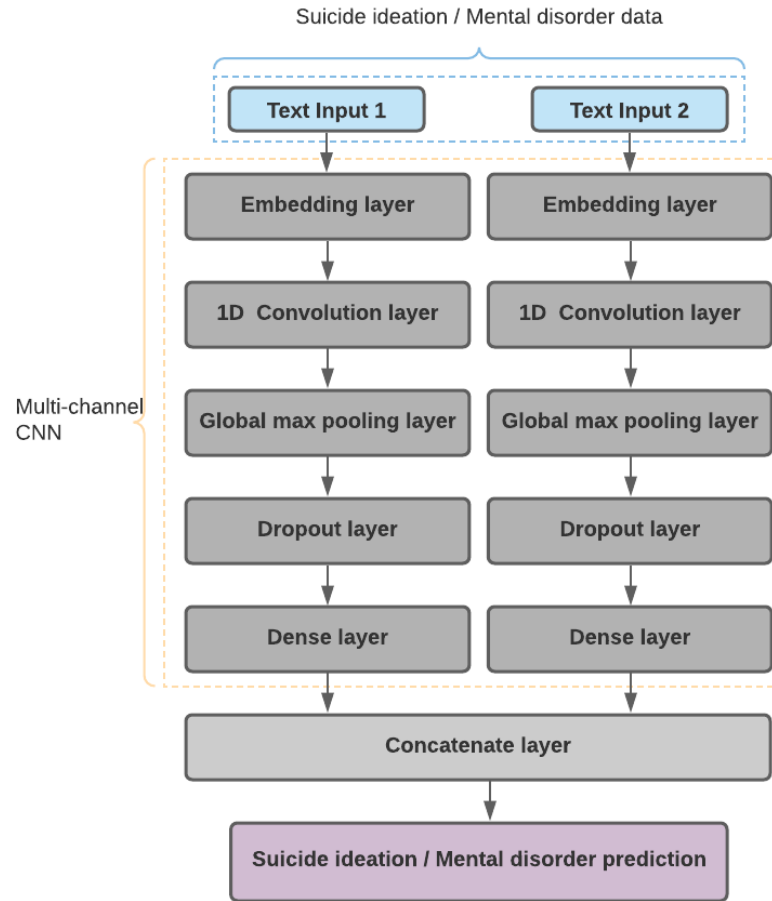 Suicide ideation / Mental disorder data
Text Input 1
Text Input 2
Embedding layer
Embedding layer
1D  Convolution layer
1D  Convolution layer
Multi-channel
CNN
Global max pooling layer
Global max pooling layer
Dropout layer
Dropout layer
Dense layer
Dense layer
Concatenate layer
Suicide ideation / Mental disorder prediction